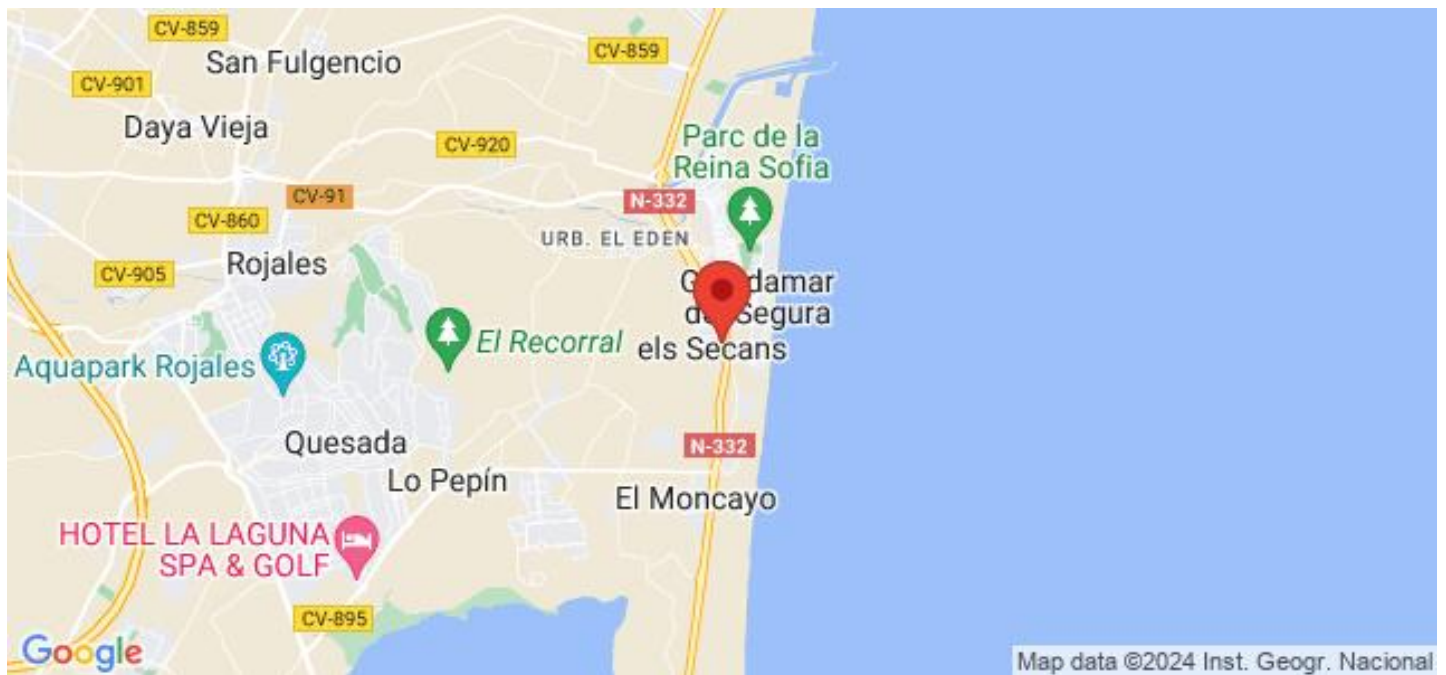 CV-859
San Fulgencio
CV-859
CV-901
Daya Vieja
CV-920
Parc de la
Reina Sofia
CV-91
N-332
CV-860
URB. EL EDEN
Rojales
CV-905
damar
Segura
El Recorral
els Secans
Aquapark Rojales
Quesada
N-332
Lo Pepín
El Moncayo
HOTEL LA LAGUNA
SPA & GOLF
CV-895
Google
Map data ©2024 Inst. Geogr. Nacional